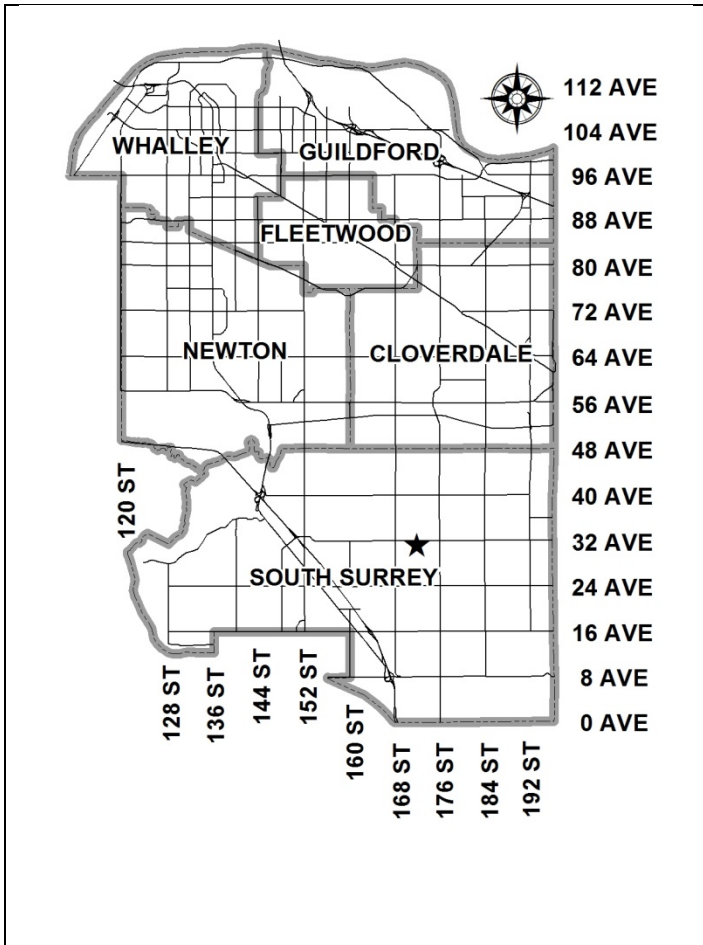 112 AVE
104 AVE
WHALLEY
GUILDFORD
96 AVE
88 AVE
FLEETWOOD
80 AVE
72 AVE
NEWTON
CLOVERDALE
64 AVE
56 AVE
48 AVE
120 ST
40 AVE
32 AVE
SOUTH SURREY
24 AVE
16 AVE
128 ST
136 ST
144 ST
152 ST
160 ST
8 AVE
0 AVE
168 ST
176 ST
184 ST
192 ST